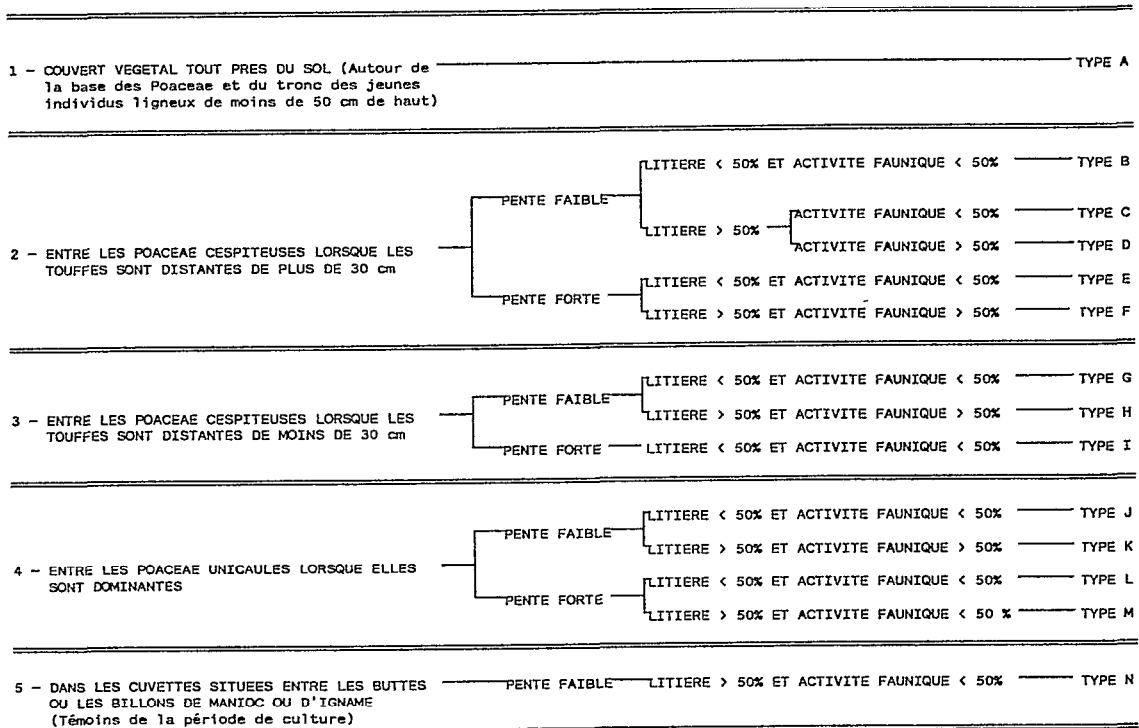 1 - COUVERT VEGETAL TOUT PRES DU SOL (Autour de la base des Poaceae et du tronc des jeunes individus ligneux de moins de 50 cm de haut) TYPE A
2 - ENTRE LES POACEAE CESPITEUSES LORSQUE LES
TOUFFES SONT DISTANTES DE PLUS DE 30 cm
PENTE FAIBLE
LITIERE < 50% ET ACTIVITE FAUNIQUE < 50% TYPE B
LITIERE > 50%
ACTIVITE FAUNIQUE < 50% TYPE C
ACTIVITE FAUNIQUE > 50% TYPE D
PENTE FORTE
LITIERE < 50% ET ACTIVITE FAUNIQUE < 50% TYPE E
LITIERE > 50% ET ACTIVITE FAUNIQUE > 50% TYPE F
3 - ENTRE LES POACEAE CESPITEUSES LORSQUE LES
TOUFFES SONT DISTANTES DE MOINS DE 30 cm
PENTE FAIBLE
LITIERE < 50% ET ACTIVITE FAUNIQUE < 50% TYPE G
LITIERE > 50% ET ACTIVITE FAUNIQUE > 50% TYPE H
PENTE FORTE LITIERE < 50% ET ACTIVITE FAUNIQUE < 50% TYPE I
4 - ENTRE LES POACEAE UNICAULES LORSQUE ELLES
SONT DOMINANTES
PENTE FAIBLE
LITIERE < 50% ET ACTIVITE FAUNIQUE < 50% TYPE J
LITIERE > 50% ET ACTIVITE FAUNIQUE > 50% TYPE K
PENTE FORTE
LITIERE < 50% ET ACTIVITE FAUNIQUE < 50% TYPE L
LITIERE > 50% ET ACTIVITE FAUNIQUE < 50 % TYPE M
5 - DANS LES CUVETTES SITUEES ENTRE LES BUTTES
OU LES BILLONS DE MANIOC OU D'IGNAME
(Témoins de la période de culture)
PENTE FAIBLE LITIERE > 50% ET ACTIVITE FAUNIQUE < 50% TYPE N